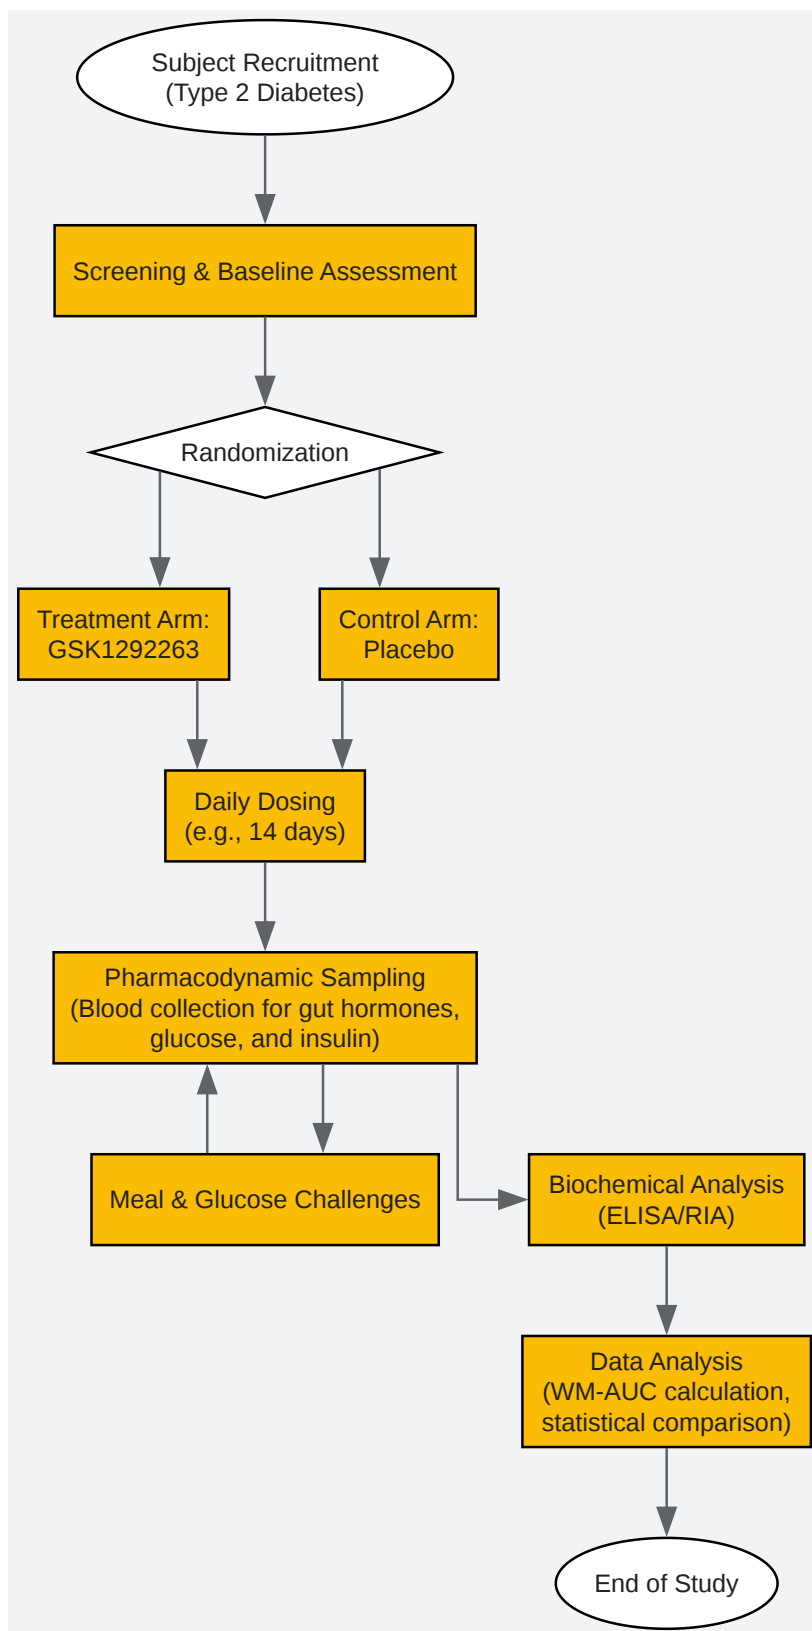 Subject Recruitment
(Type 2 Diabetes)
Screening & Baseline Assessment
Randomization
Treatment Arm:
GSK1292263
Control Arm:
Placebo
Daily Dosing
(e.g., 14 days)
Pharmacodynamic Sampling
(Blood collection for gut hormones,
glucose, and insulin)
Meal & Glucose Challenges
Biochemical Analysis
(ELISA/RIA)
Data Analysis
(WM-AUC calculation,
statistical comparison)
End of Study